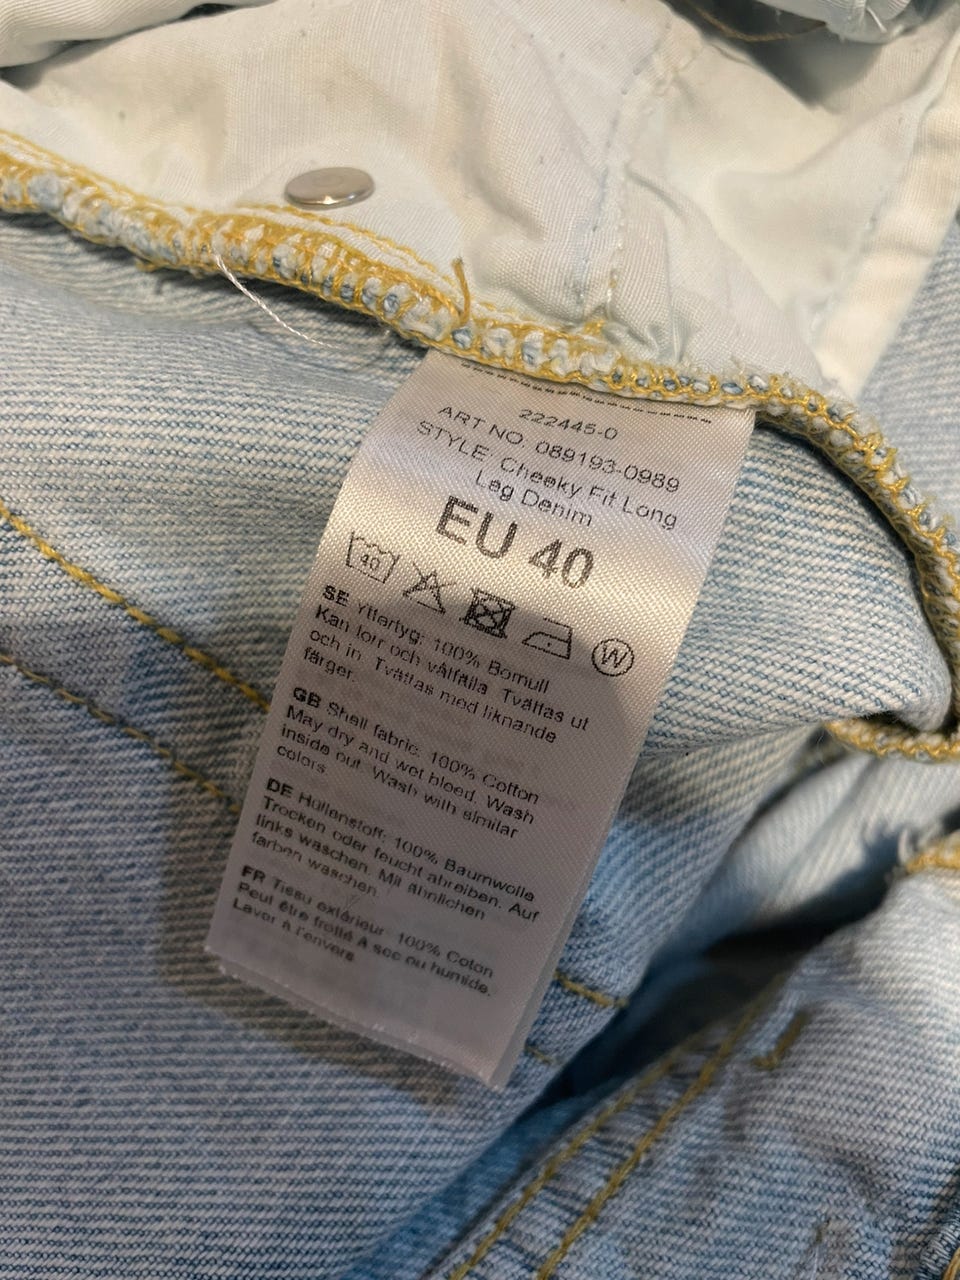 222445-0
ART NO. 089193-0989
STYLE: Cheeky Fit Long
Leg Denim
EU 40
40
W
SE Yttertyg: 100% Bomull
Kan torr och våtfälla. Tvättas ut
och in. Tvättas med liknande
färger.
GB Shell fabric: 100% Cotton
May dry and wet bleed. Wash
inside out. Wash with similar
colors.
DE Hüllenstoff: 100% Baumwolle
Trocken oder feucht abreiben. Auf
links waschen. Mit ähnlichen
farben waschen.
FR Tissu extérieur: 100% Coton
Peut être frotté à sec ou humide.
Laver à l'envers.